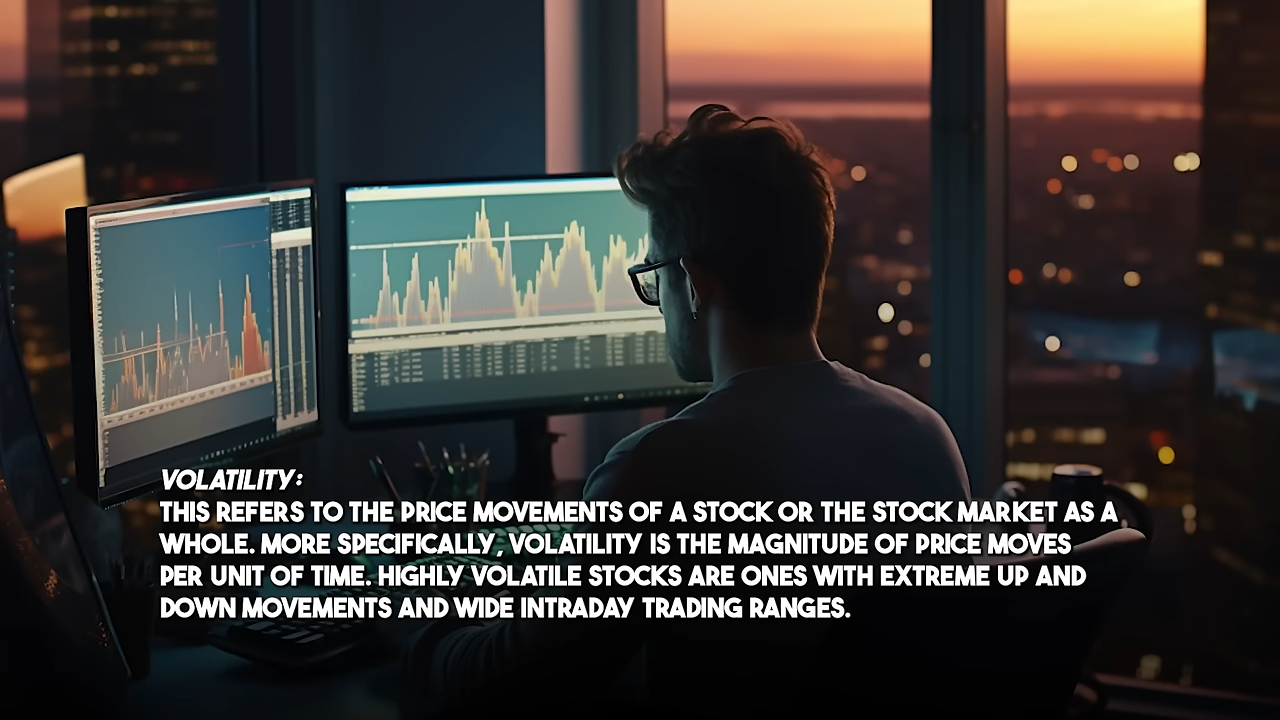 VOLATILITY:
THIS REFERS TO THE PRICE MOVEMENTS OF A STOCK OR THE STOCK MARKET AS A
WHOLE. MORE SPECIFICALLY, VOLATILITY IS THE MAGNITUDE OF PRICE MOVES
PER UNIT OF TIME. HIGHLY VOLATILE STOCKS ARE ONES WITH EXTREME UP AND
DOWN MOVEMENTS AND WIDE INTRADAY TRADING RANGES.